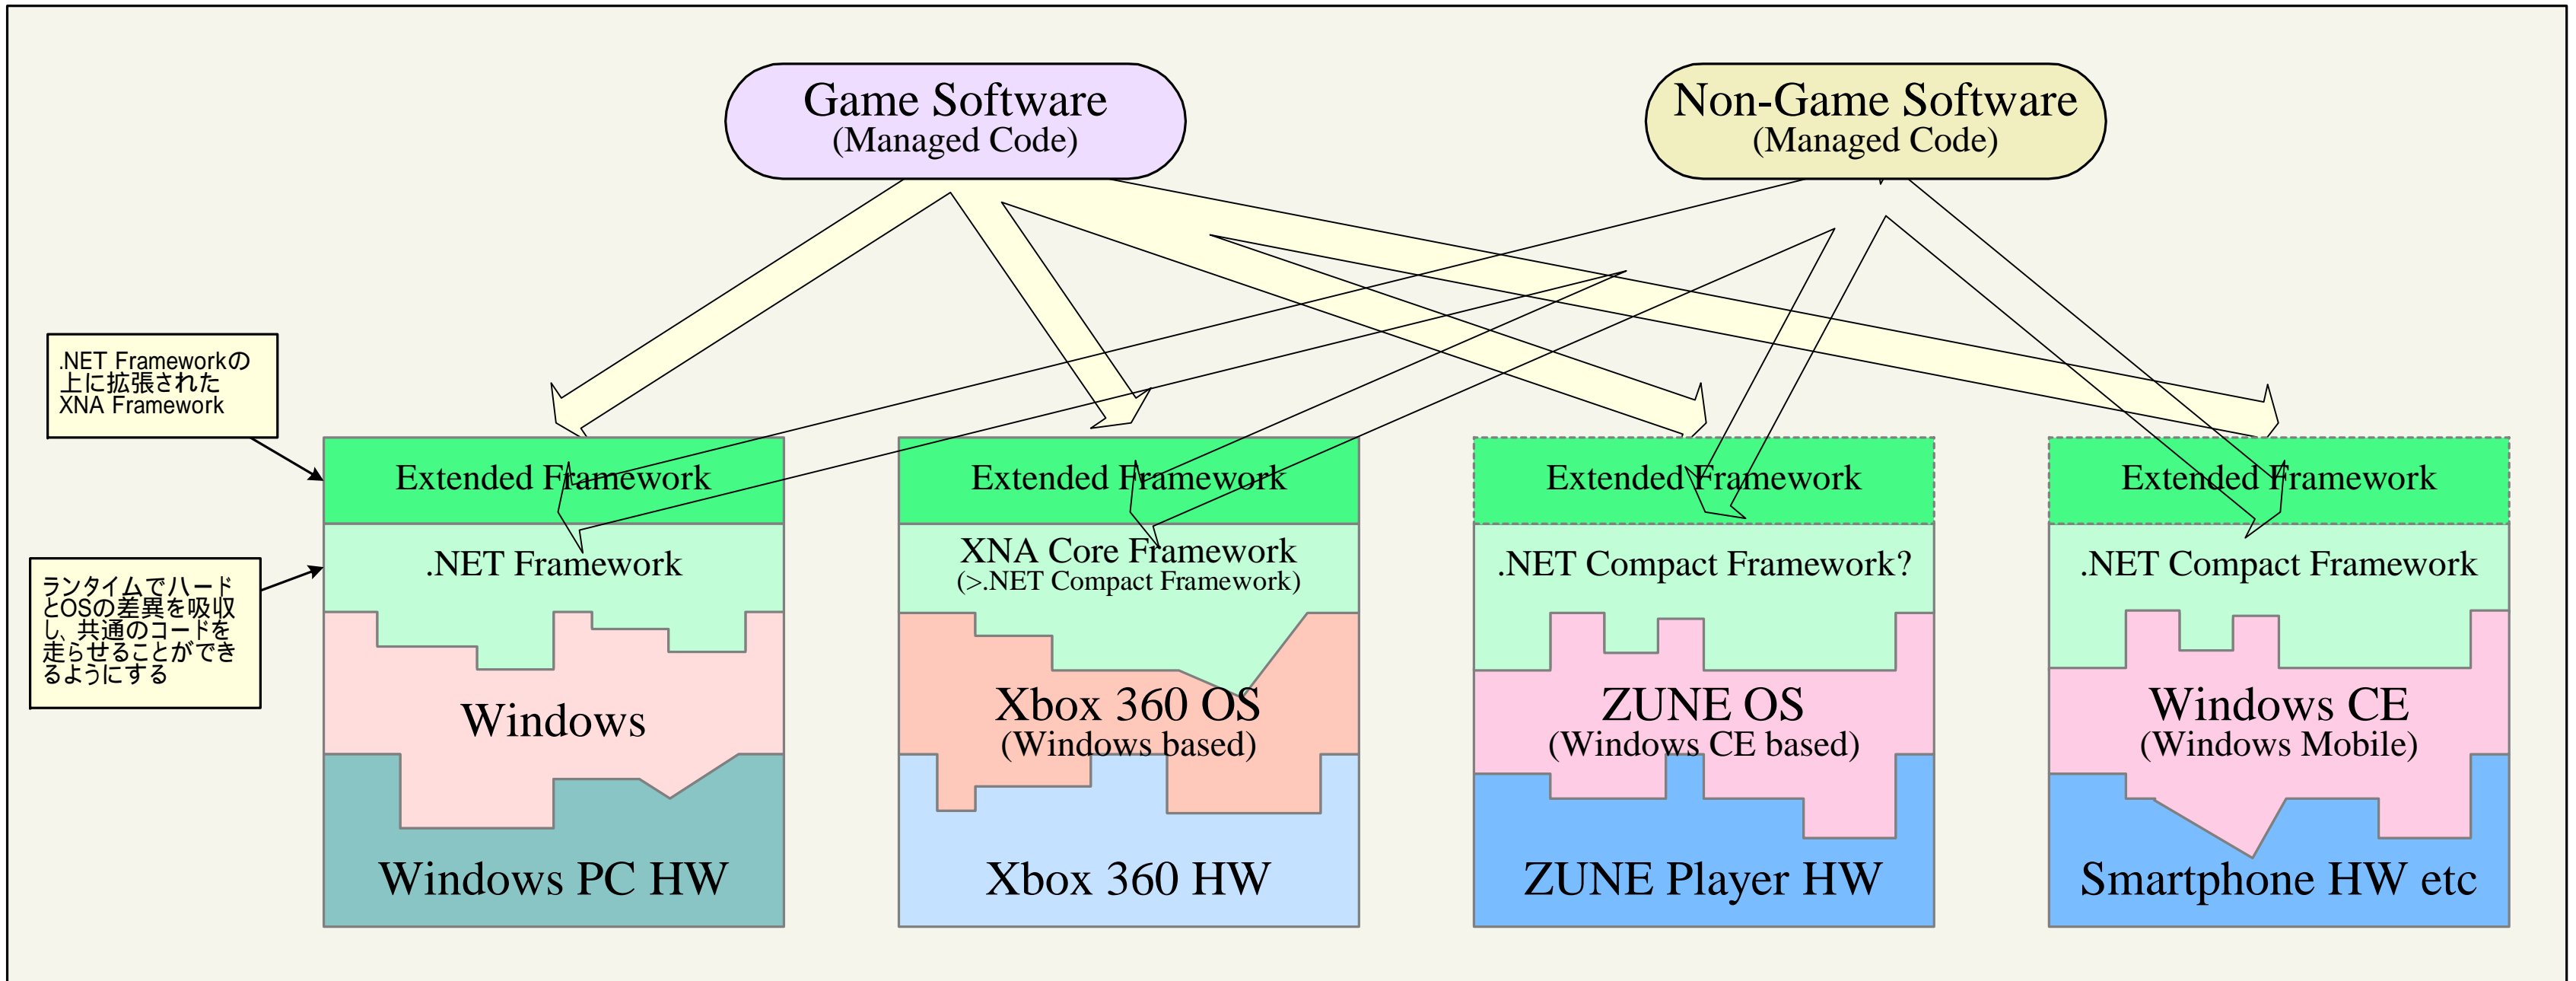 Game Software
(Managed Code)
Non-Game Software
(Managed Code)
.NET Frameworkの
上に拡張された
XNA Framework
ランタイムでハード
とOSの差異を吸収
し、共通のコードを
走らせることができ
るようにする
Extended Framework
.NET Framework
Windows
Windows PC HW
Extended Framework
XNA Core Framework
(>.NET Compact Framework)
Xbox 360 OS
(Windows based)
Xbox 360 HW
Extended Framework
.NET Compact Framework?
ZUNE OS
(Windows CE based)
ZUNE Player HW
Extended Framework
.NET Compact Framework
Windows CE
(Windows Mobile)
Smartphone HW etc